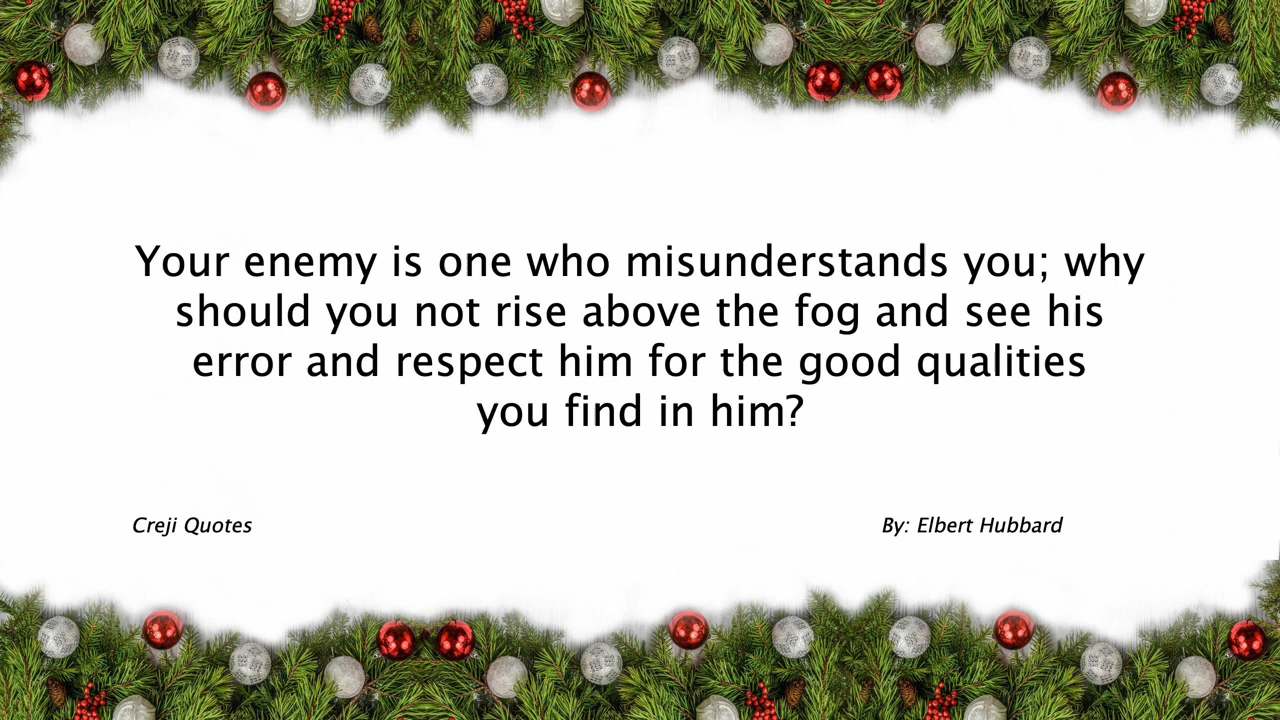 Your enemy is one who misunderstands you; why
should you not rise above the fog and see his
error and respect him for the good qualities
you find in him?
Creji Quotes
By: Elbert Hubbard